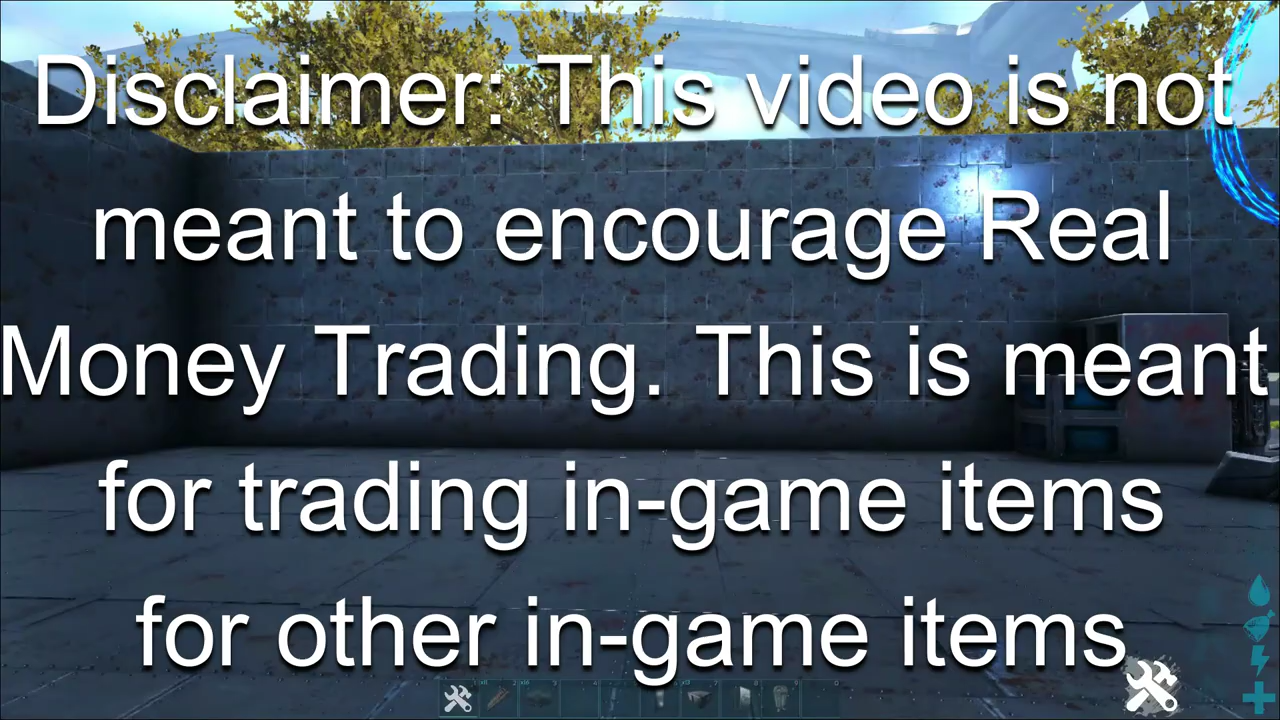 Disclaimer: This video is not
meant to encourage Real
Money Trading. This is meant
for trading in-game items
for other in-game items